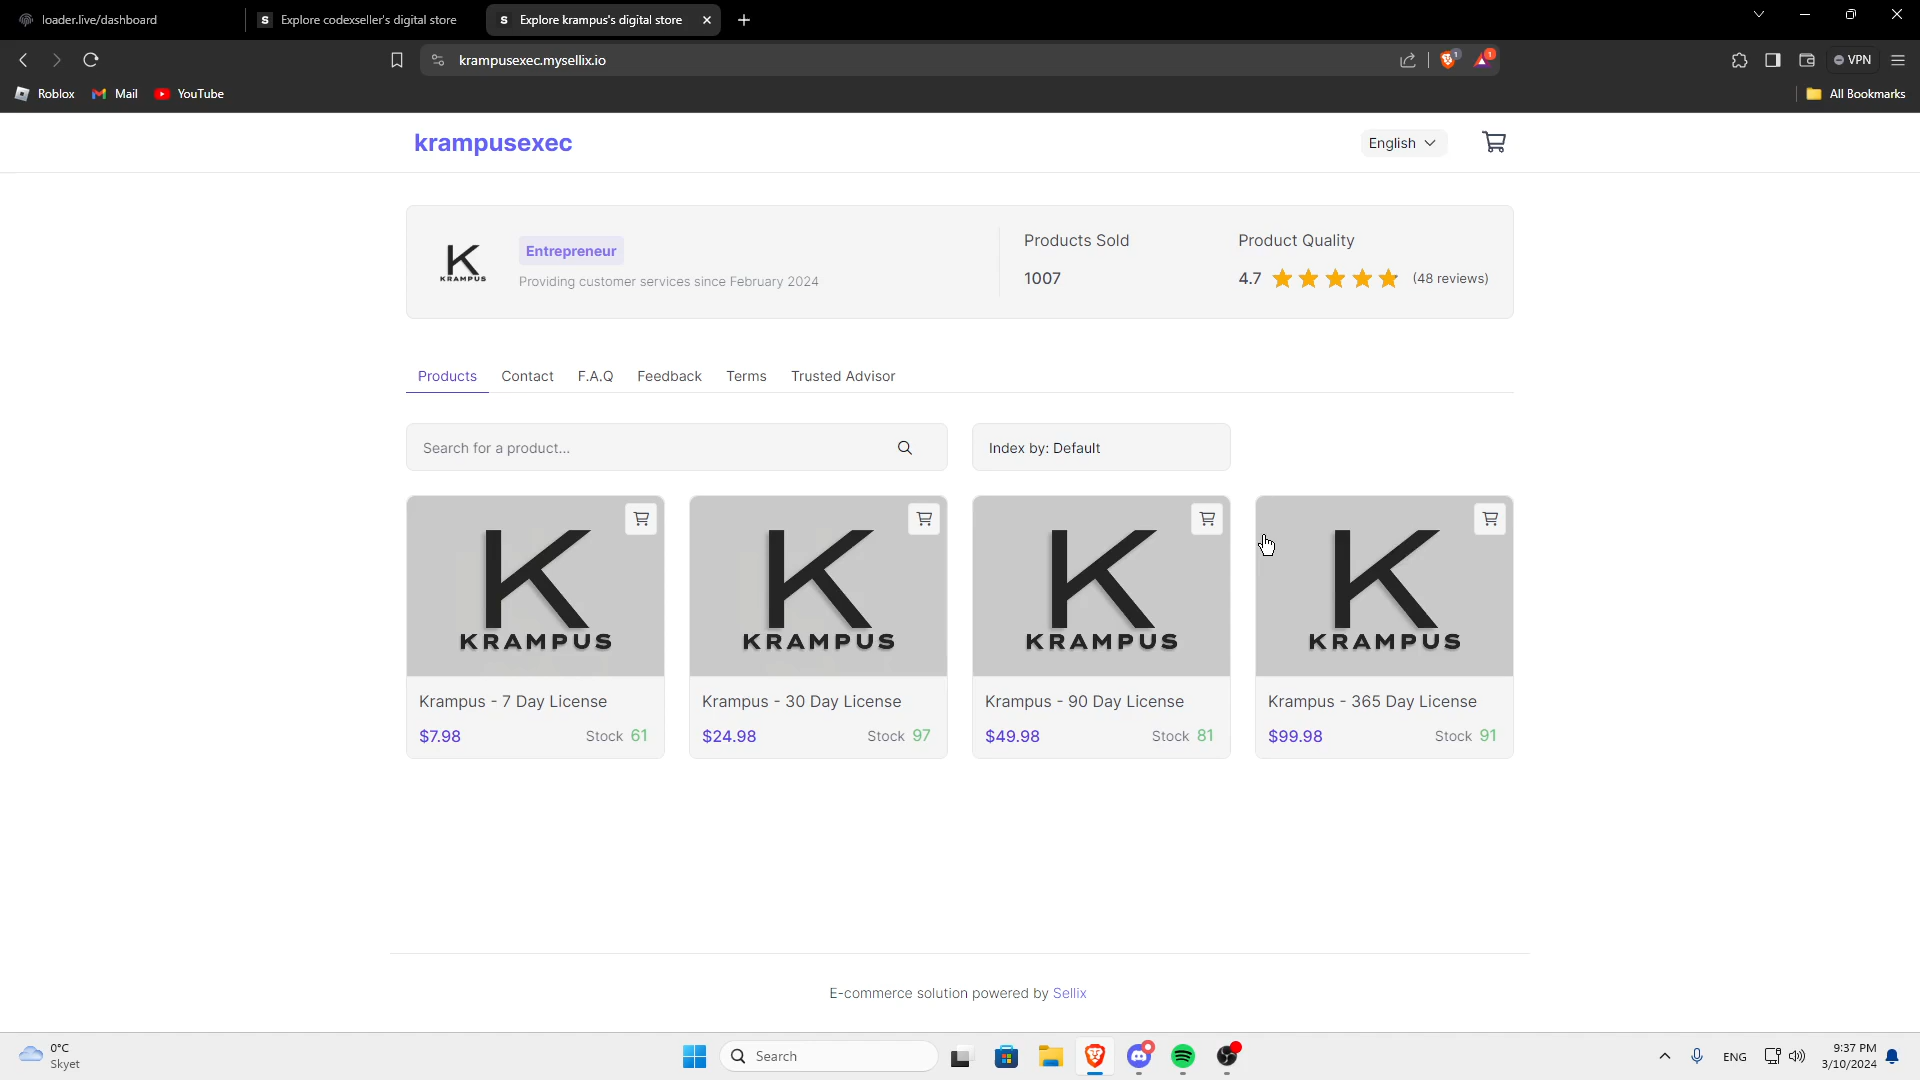 loader.live/dashboard
S Explore codexseller's digital store
S Explore krampus's digital store
krampusexec.mysellix.io
1
1
VPN
Roblox
Mail
YouTube
All Bookmarks
krampusexec
English
K
KRAMPUS
Entrepreneur
Providing customer services since February 2024
Products Sold
1007
Product Quality
4.7 (48 reviews)
Products Contact F.A.Q Feedback Terms Trusted Advisor
Search for a product...
Index by: Default
K
KRAMPUS
Krampus - 7 Day License
$7.98 Stock 61
K
KRAMPUS
Krampus - 30 Day License
$24.98 Stock 97
K
KRAMPUS
Krampus - 90 Day License
$49.98 Stock 81
K
KRAMPUS
Krampus - 365 Day License
$99.98 Stock 91
E-commerce solution powered by Sellix
0°C
Skyet
Search
ENG
9:37 PM
3/10/2024